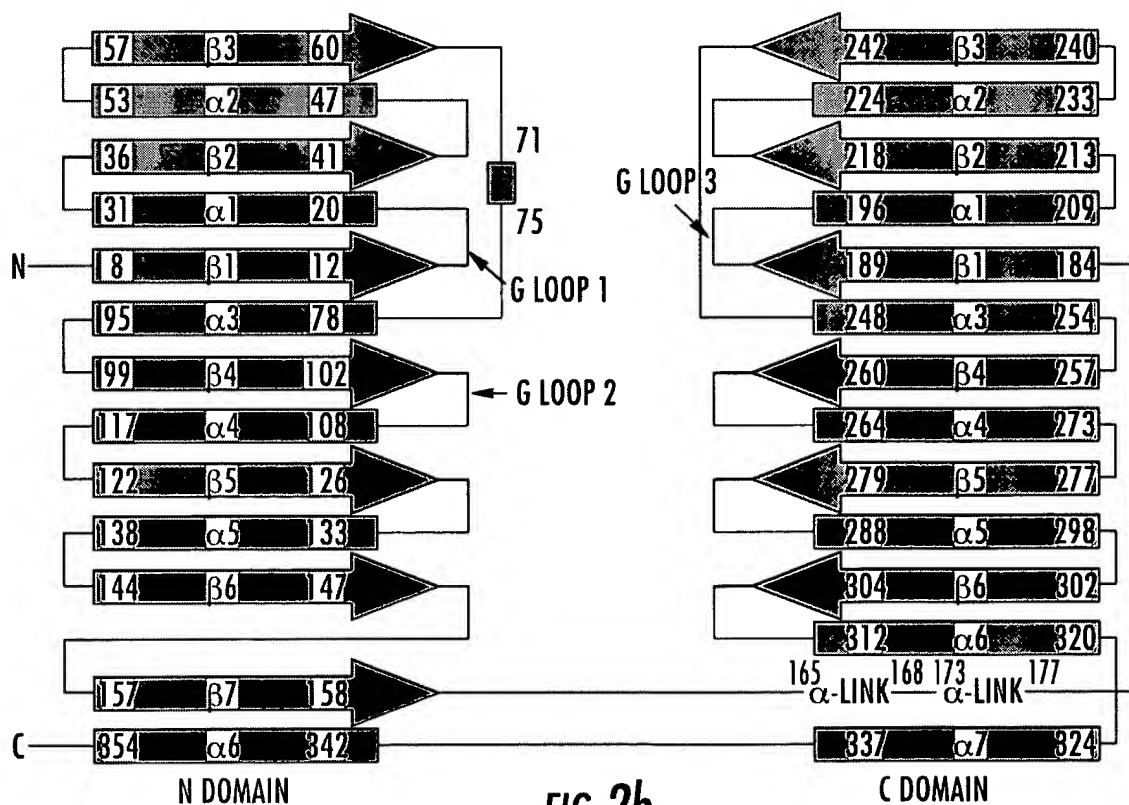 57 β3 60
53 α2 47
36 β2 41
31 α1 20
N 8 β1 12
95 α3 78
99 β4 102
117 α4 108
122 β5 126
138 α5 133
144 β6 147
157 β7 158
C 354 α6 342
N DOMAIN
71
75
G LOOP 1
G LOOP 2
G LOOP 3
242 β3 240
224 α2 233
218 β2 213
196 α1 209
189 β1 184
248 α3 254
260 β4 257
264 α4 273
279 β5 277
288 α5 298
304 β6 302
312 α6 320
165 α-LINK 168 173 α-LINK 177
337 α7 324
C DOMAIN
FIG. 2b